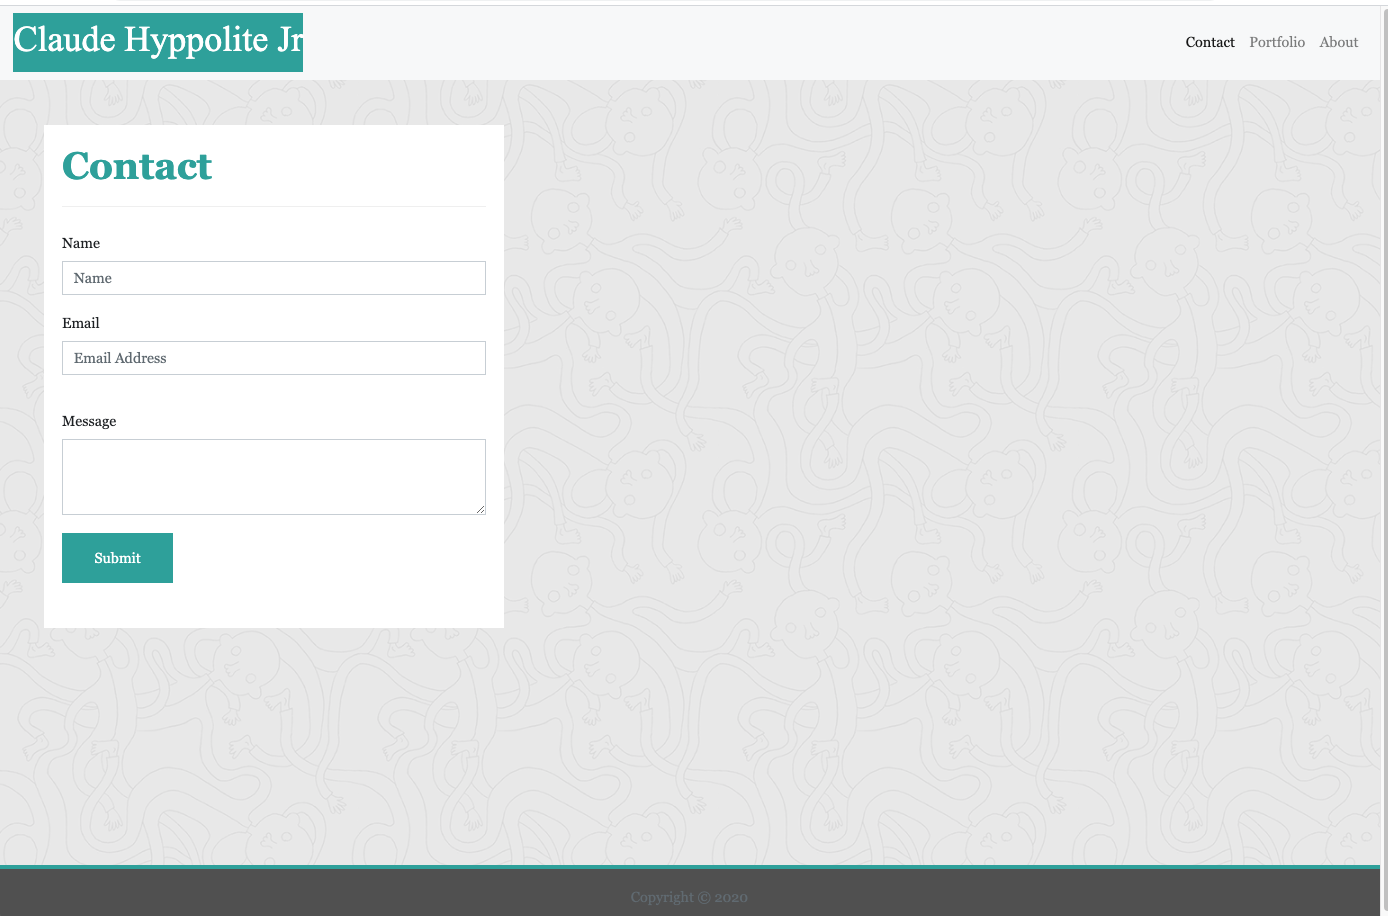 Claude Hyppolite Jr
Contact Portfolio About
Contact
Name
Name
Email
Email Address
Message
Submit
Copyright © 2020